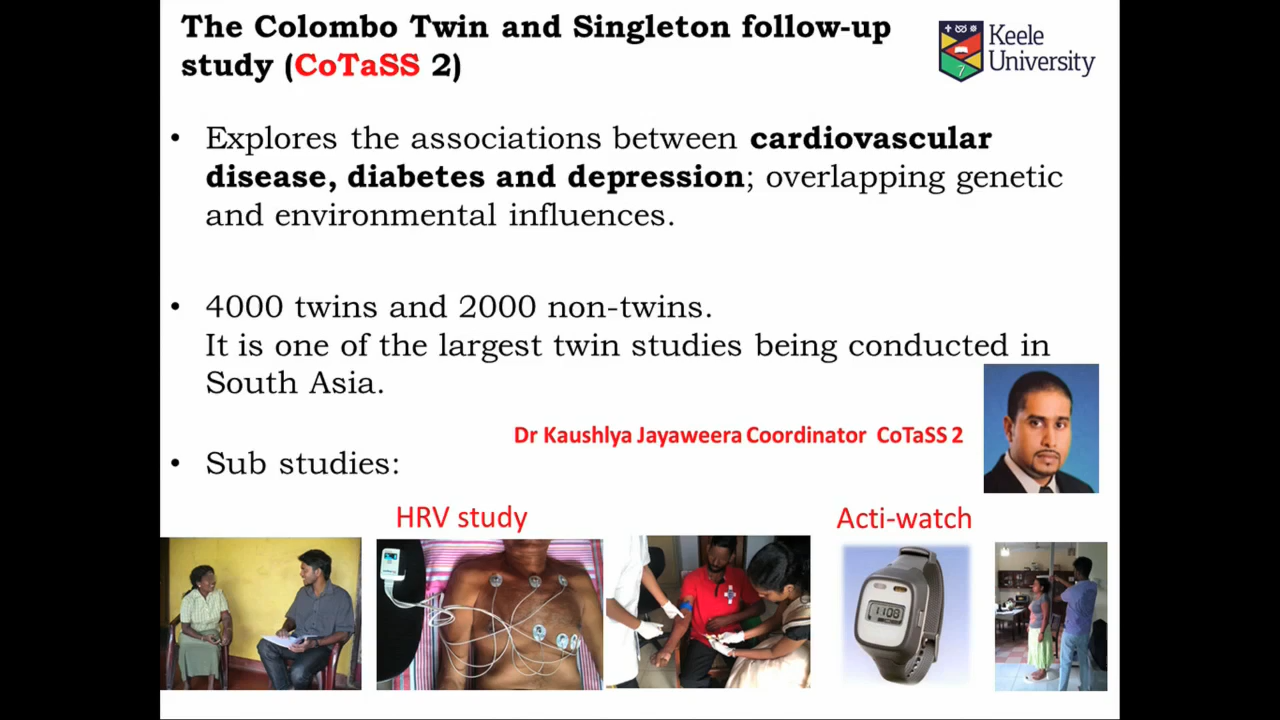 The Colombo Twin and Singleton follow-up
study (CoTaSS 2)
Keele
University
• Explores the associations between cardiovascular
disease, diabetes and depression; overlapping genetic
and environmental influences.
• 4000 twins and 2000 non-twins.
It is one of the largest twin studies being conducted in
South Asia.
Dr Kaushlya Jayaweera Coordinator CoTaSS 2
• Sub studies:
HRV study
Acti-watch
1108